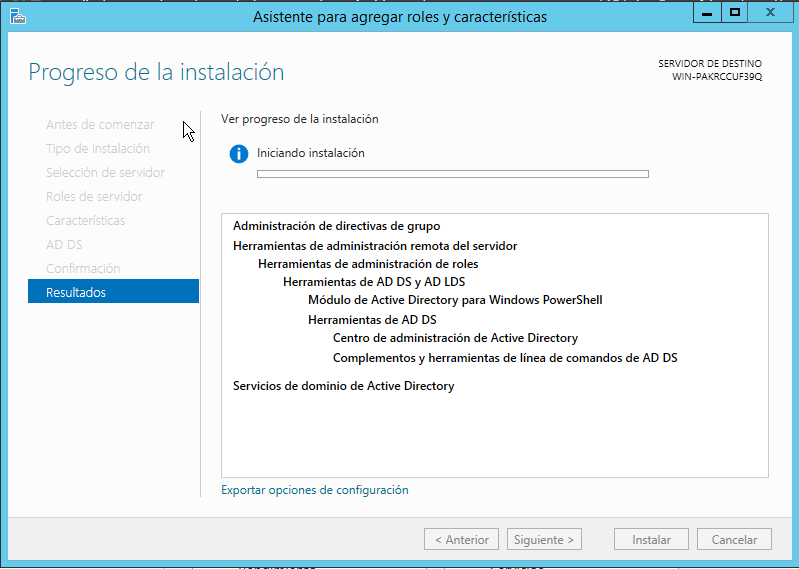 Asistente para agregar roles y características
Progreso de la instalación
SERVIDOR DE DESTINO
WIN-PAKRCCUF39Q
Antes de comenzar
Tipo de instalación
Selección de servidor
Roles de servidor
Características
AD DS
Confirmación
Resultados
Ver progreso de la instalación
Iniciando instalación
Administración de directivas de grupo
Herramientas de administración remota del servidor
Herramientas de administración de roles
Herramientas de AD DS y AD LDS
Módulo de Active Directory para Windows PowerShell
Herramientas de AD DS
Centro de administración de Active Directory
Complementos y herramientas de línea de comandos de AD DS
Servicios de dominio de Active Directory
Exportar opciones de configuración
< Anterior
Siguiente >
Instalar
Cancelar